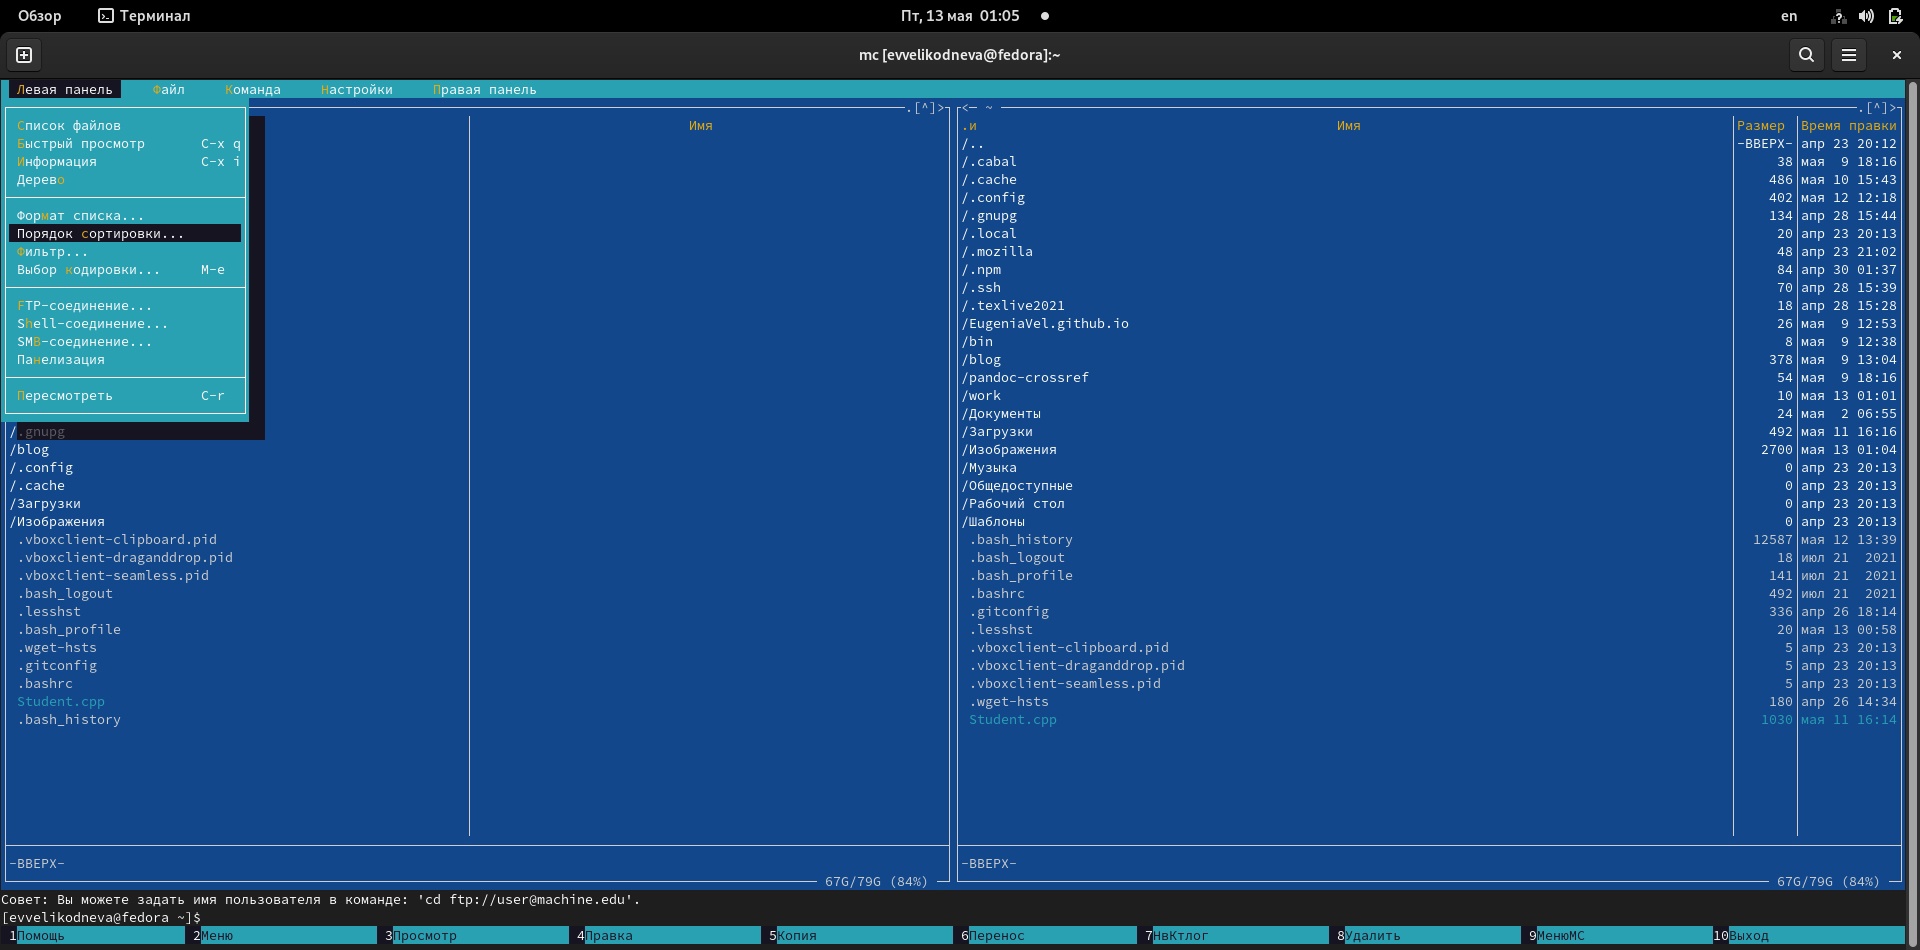 Обзор Терминал Пт, 13 мая 01:05 en
mc [evvelikodneva@fedora]:~
Левая панель Файл Команда Настройки Правая панель
.[^]>
Список файлов
Быстрый просмотр C-x q
Информация C-x i
Дерево
Формат списка...
Порядок сортировки...
Фильтр...
Выбор кодировки... M-e
FTP-соединение...
Shell-соединение...
SMB-соединение...
Панелизация
Пересмотреть C-r
Имя
/.gnupg
/blog
/.config
/.cache
/Загрузки
/Изображения
.vboxclient-clipboard.pid
.vboxclient-draganddrop.pid
.vboxclient-seamless.pid
.bash_logout
.lesshst
.bash_profile
.wget-hsts
.gitconfig
.bashrc
Student.cpp
.bash_history
-ВВЕРХ-
67G/79G (84%)
<- ~ .[^]>
.и Имя Размер Время правки
/.. -ВВЕРХ- апр 23 20:12
/.cabal 38 мая 9 18:16
/.cache 486 мая 10 15:43
/.config 402 мая 12 12:18
/.gnupg 134 апр 28 15:44
/.local 20 апр 23 20:13
/.mozilla 48 апр 23 21:02
/.npm 84 апр 30 01:37
/.ssh 70 апр 28 15:39
/.texlive2021 18 апр 28 15:28
/EugeniaVel.github.io 26 мая 9 12:53
/bin 8 мая 9 12:38
/blog 378 мая 9 13:04
/pandoc-crossref 54 мая 9 18:16
/work 10 мая 13 01:01
/Документы 24 мая 2 06:55
/Загрузки 492 мая 11 16:16
/Изображения 2700 мая 13 01:04
/Музыка 0 апр 23 20:13
/Общедоступные 0 апр 23 20:13
/Рабочий стол 0 апр 23 20:13
/Шаблоны 0 апр 23 20:13
.bash_history 12587 мая 12 13:39
.bash_logout 18 июл 21 2021
.bash_profile 141 июл 21 2021
.bashrc 492 июл 21 2021
.gitconfig 336 апр 26 18:14
.lesshst 20 мая 13 00:58
.vboxclient-clipboard.pid 5 апр 23 20:13
.vboxclient-draganddrop.pid 5 апр 23 20:13
.vboxclient-seamless.pid 5 апр 23 20:13
.wget-hsts 180 апр 26 14:34
Student.cpp 1030 мая 11 16:14
-ВВЕРХ-
67G/79G (84%)
Совет: Вы можете задать имя пользователя в команде: 'cd ftp://user@machine.edu'.
[evvelikodneva@fedora ~]$
1Помощь 2Меню 3Просмотр 4Правка 5Копия 6Перенос 7НвКтлог 8Удалить 9МенюMC 10Выход